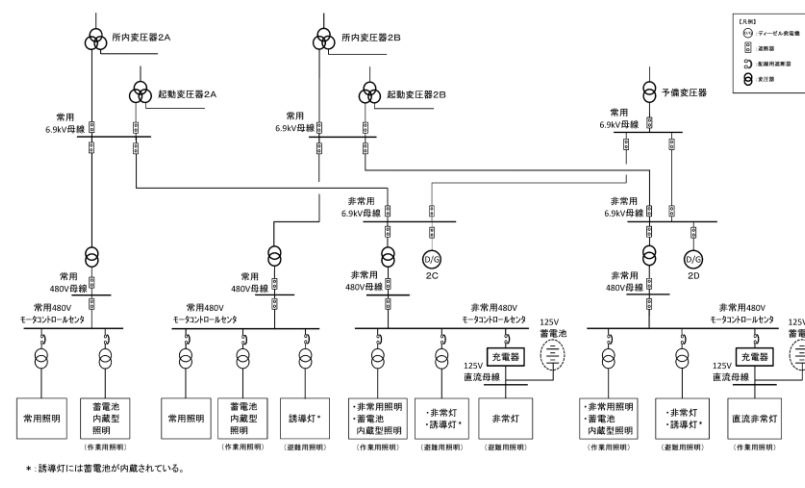 所内変圧器2A
所内変圧器2B
【凡例】
D/G :ディーゼル発電機
:遮断器
:配線用遮断器
:変圧器
起動変圧器2A
起動変圧器2B
予備変圧器
常用
6.9kV母線
常用
6.9kV母線
常用
6.9kV母線
非常用
6.9kV母線
非常用
6.9kV母線
D/G
2C
D/G
2D
常用
480V母線
常用
480V母線
非常用
480V母線
非常用
480V母線
常用480V
モータコントロールセンタ
常用480V
モータコントロールセンタ
非常用480V
モータコントロールセンタ
非常用480V
モータコントロールセンタ
125V
蓄電池
125V
蓄電
充電器
充電器
125V
直流母線
125V
直流母線
常用照明
蓄電池
内蔵型
照明
(作業用照明)
常用照明
蓄電池
内蔵型
照明
(作業用照明)
誘導灯*
(避難用照明)
・非常用照明
・蓄電池
内蔵型照明
(作業用照明)
・非常灯
・誘導灯*
(避難用照明)
非常灯
(避難用照明)
・非常用照明
・蓄電池
内蔵型照明
(作業用照明)
・非常灯
・誘導灯*
(避難用照明)
直流非常灯
(作業用照明)
*:誘導灯には蓄電池が内蔵されている。